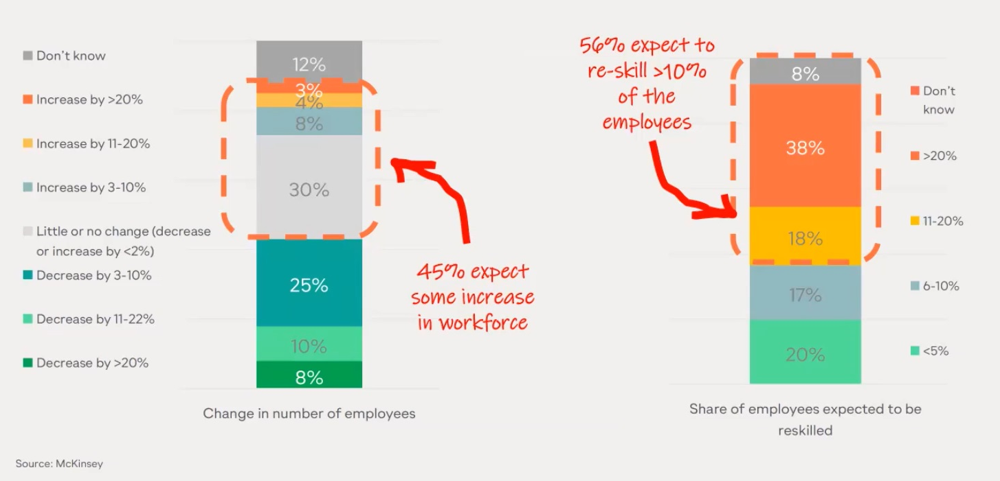 Don't know
Increase by >20%
Increase by 11-20%
Increase by 3-10%
Little or no change (decrease
or increase by <2%)
Decrease by 3-10%
Decrease by 11-22%
Decrease by >20%
12%
3%
4%
8%
30%
25%
10%
8%
Change in number of employees
45% expect
some increase
in workforce
56% expect to
re-skill >10%
of the
employees
8%
38%
18%
17%
20%
Share of employees expected to be
reskilled
Don't
know
>20%
11-20%
6-10%
<5%
Source: McKinsey